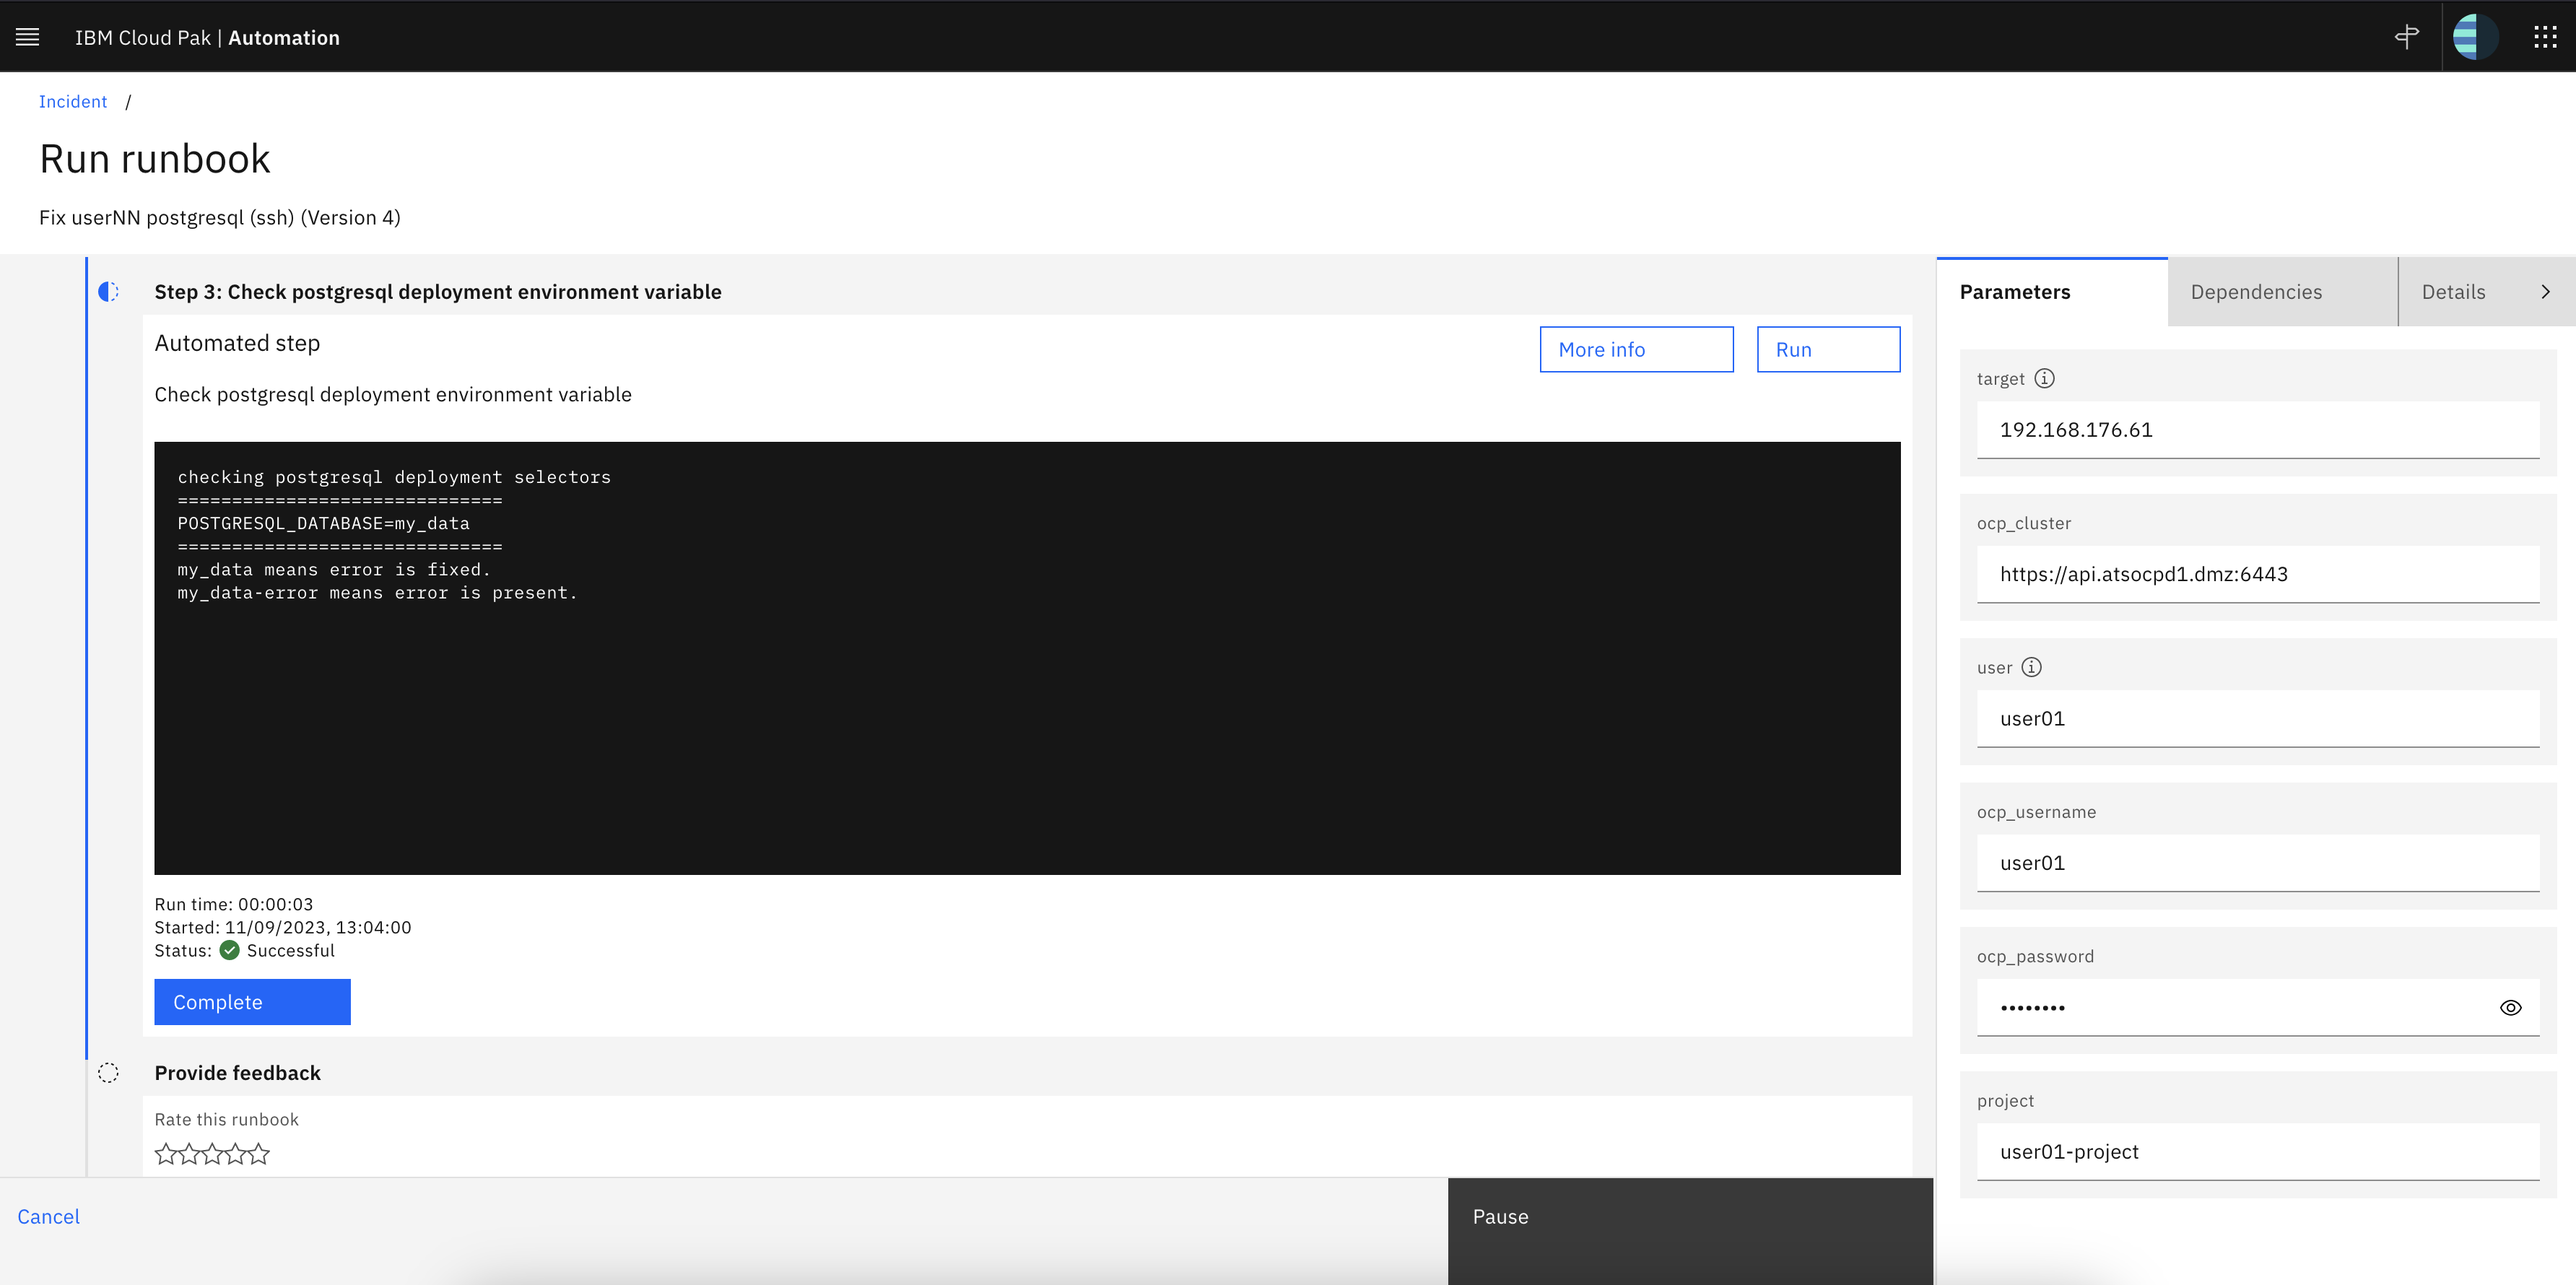 IBM Cloud Pak | Automation
Incident /
Run runbook
Fix userNN postgresql (ssh) (Version 4)
Step 3: Check postgresql deployment environment variable
Automated step
More info
Run
Check postgresql deployment environment variable
checking postgresql deployment selectors
==============================
POSTGRESQL_DATABASE=my_data
==============================
my_data means error is fixed.
my_data-error means error is present.
Run time: 00:00:03
Started: 11/09/2023, 13:04:00
Status: Successful
Complete
Provide feedback
Rate this runbook
Cancel
Pause
Parameters
Dependencies
Details
target
192.168.176.61
ocp_cluster
https://api.atsocpd1.dmz:6443
user
user01
ocp_username
user01
ocp_password
••••••••
project
user01-project